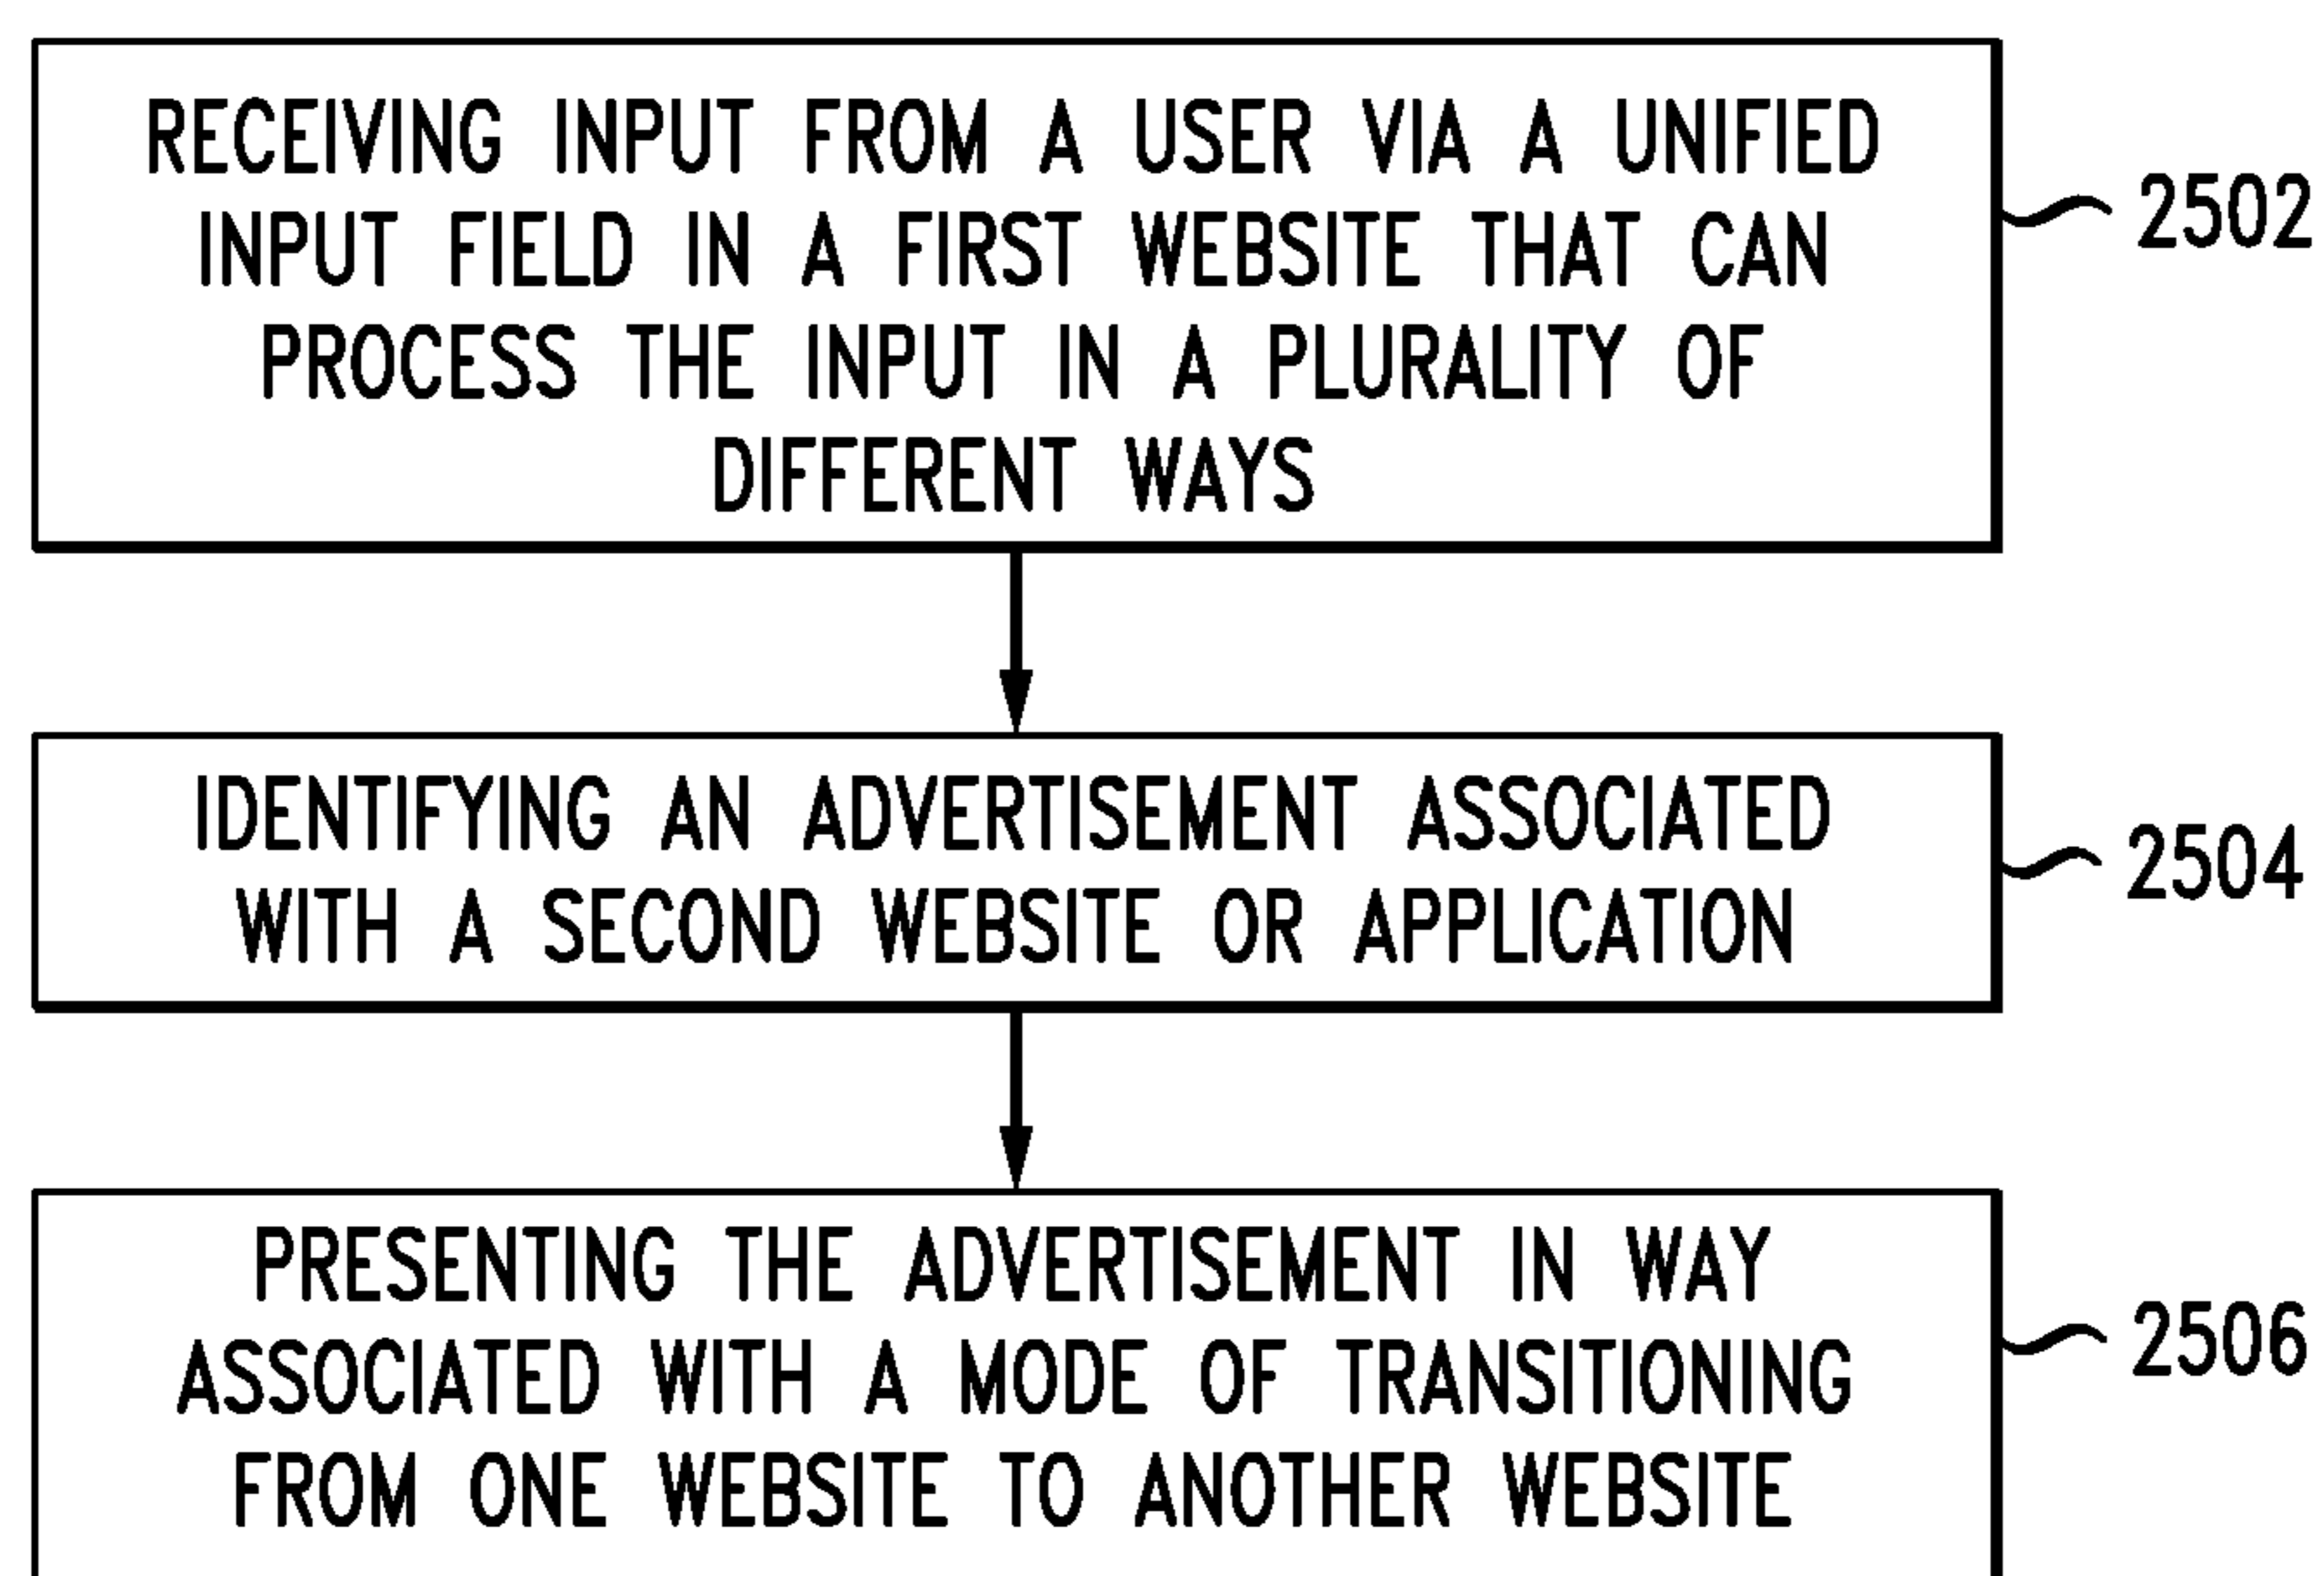 RECEIVING INPUT FROM A USER VIA A UNIFIED
INPUT FIELD IN A FIRST WEBSITE THAT CAN
PROCESS THE INPUT IN A PLURALITY OF
DIFFERENT WAYS
2502
IDENTIFYING AN ADVERTISEMENT ASSOCIATED
WITH A SECOND WEBSITE OR APPLICATION
2504
PRESENTING THE ADVERTISEMENT IN WAY
ASSOCIATED WITH A MODE OF TRANSITIONING
FROM ONE WEBSITE TO ANOTHER WEBSITE
2506